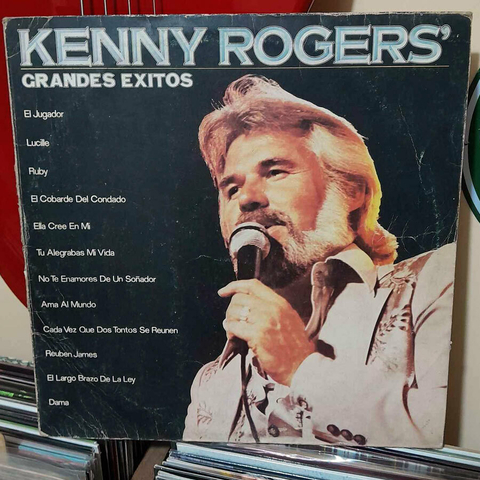 KENNY ROGERS'
GRANDES EXITOS
El Jugador
Lucille
Ruby
El Cobarde Del Condado
Ella Cree En Mi
Tu Alegrabas Mi Vida
No Te Enamores De Un Soñador
Ama Al Mundo
Cada Vez Que Dos Tontos Se Reunen
Reuben James
El Largo Brazo De La Ley
Dama